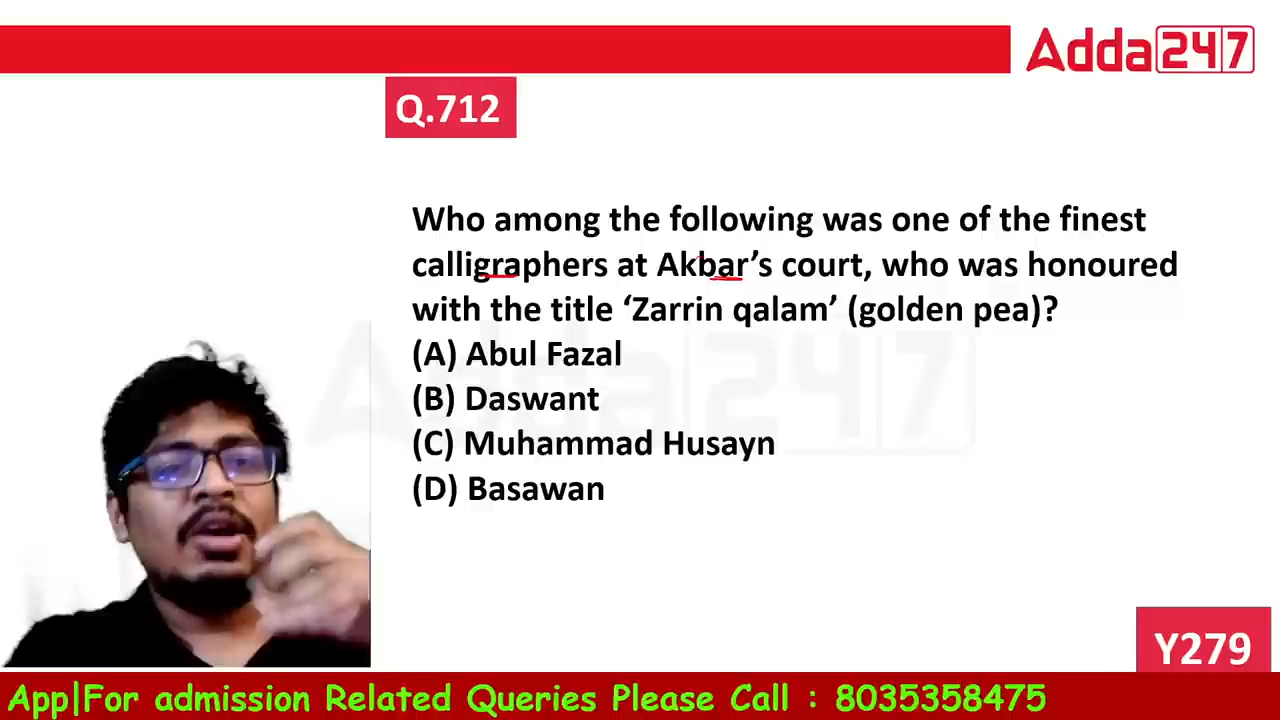 Adda247
Q.712
Who among the following was one of the finest
calligraphers at Akbar’s court, who was honoured
with the title ‘Zarrin qalam’ (golden pea)?
(A) Abul Fazal
(B) Daswant
(C) Muhammad Husayn
(D) Basawan
Adda247
Y279
App|For admission Related Queries Please Call : 8035358475